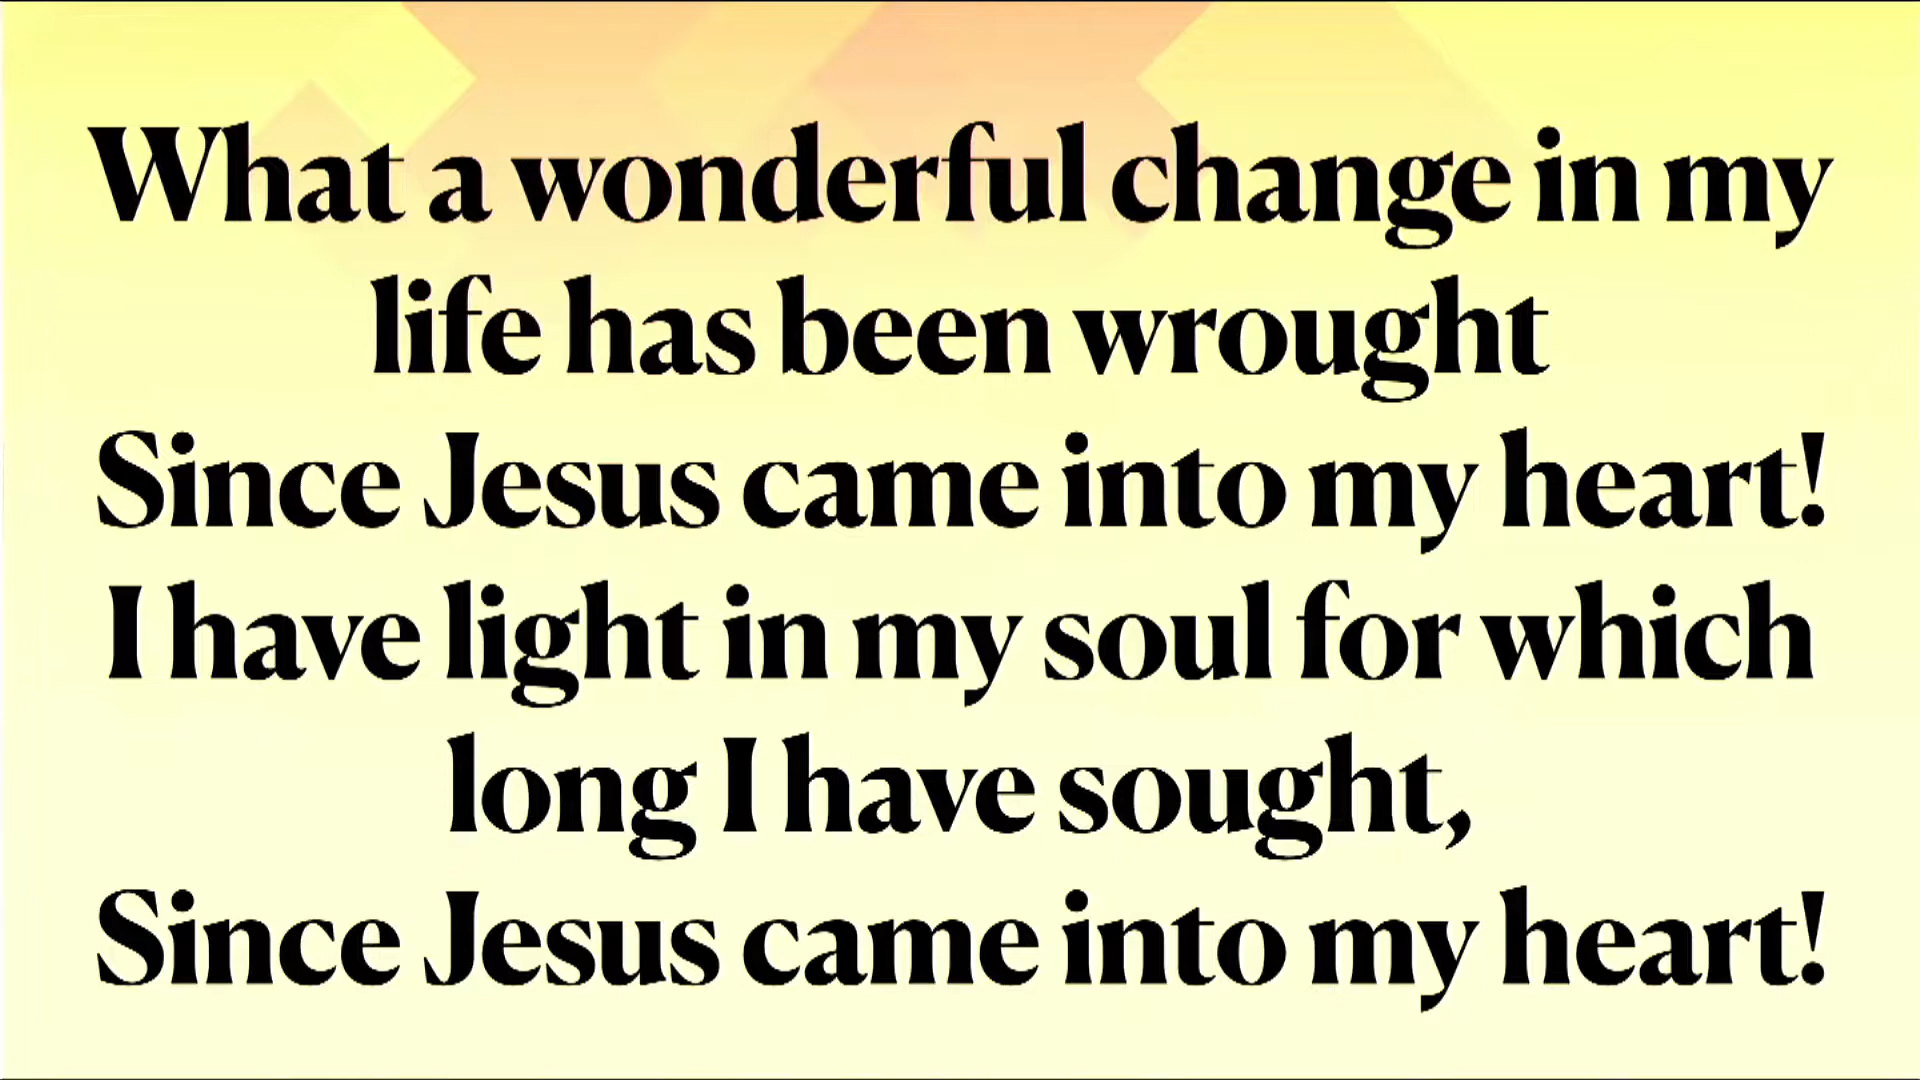 What a wonderful change in my
life has been wrought
Since Jesus came into my heart!
I have light in my soul for which
long I have sought,
Since Jesus came into my heart!